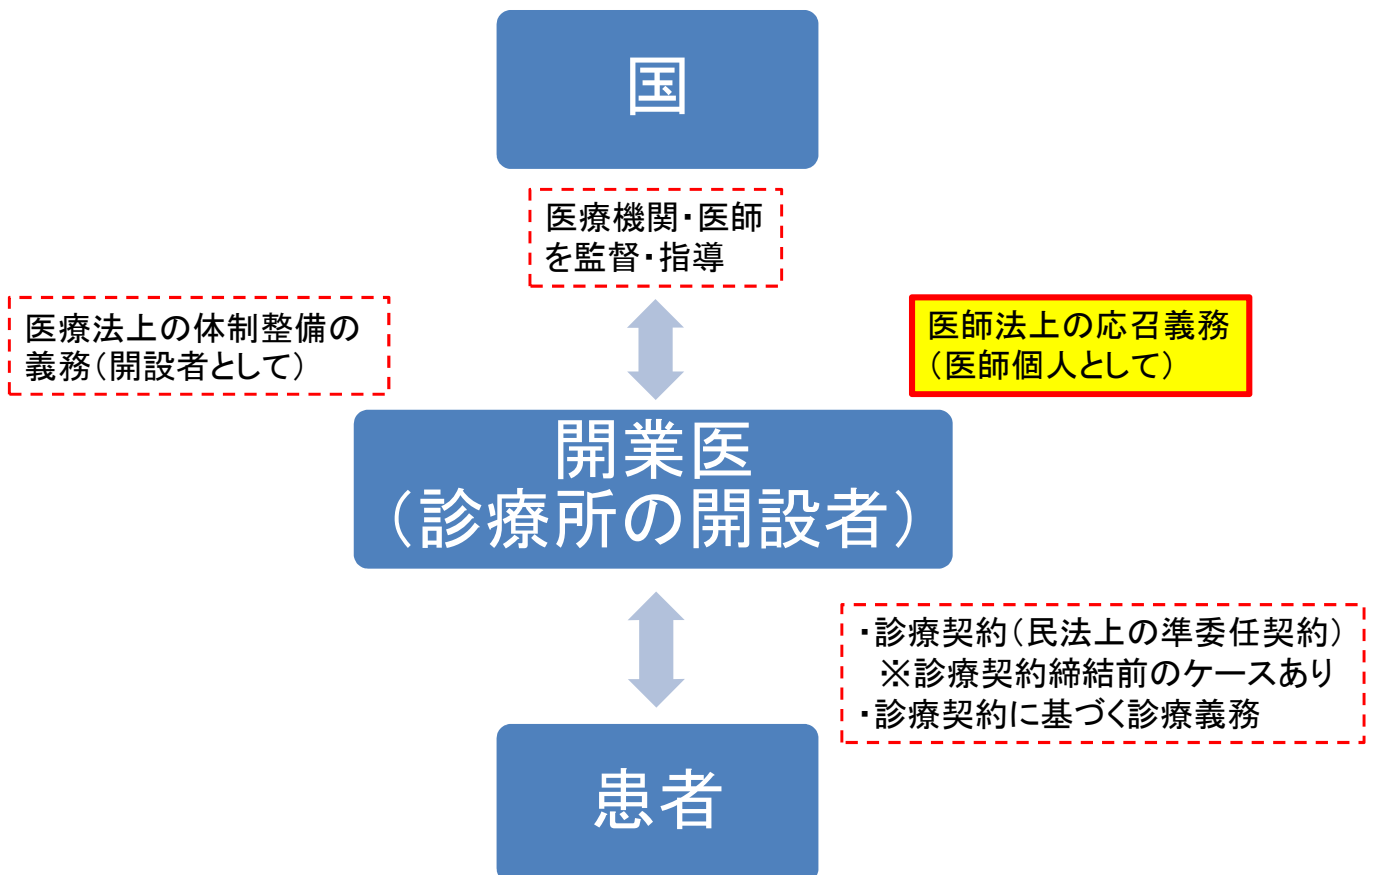 国
医療機関・医師
を監督・指導
医療法上の体制整備の
義務（開設者として）
医師法上の応召義務
（医師個人として）
開業医
（診療所の開設者）
・診療契約（民法上の準委任契約）
※診療契約締結前のケースあり
・診療契約に基づく診療義務
患者